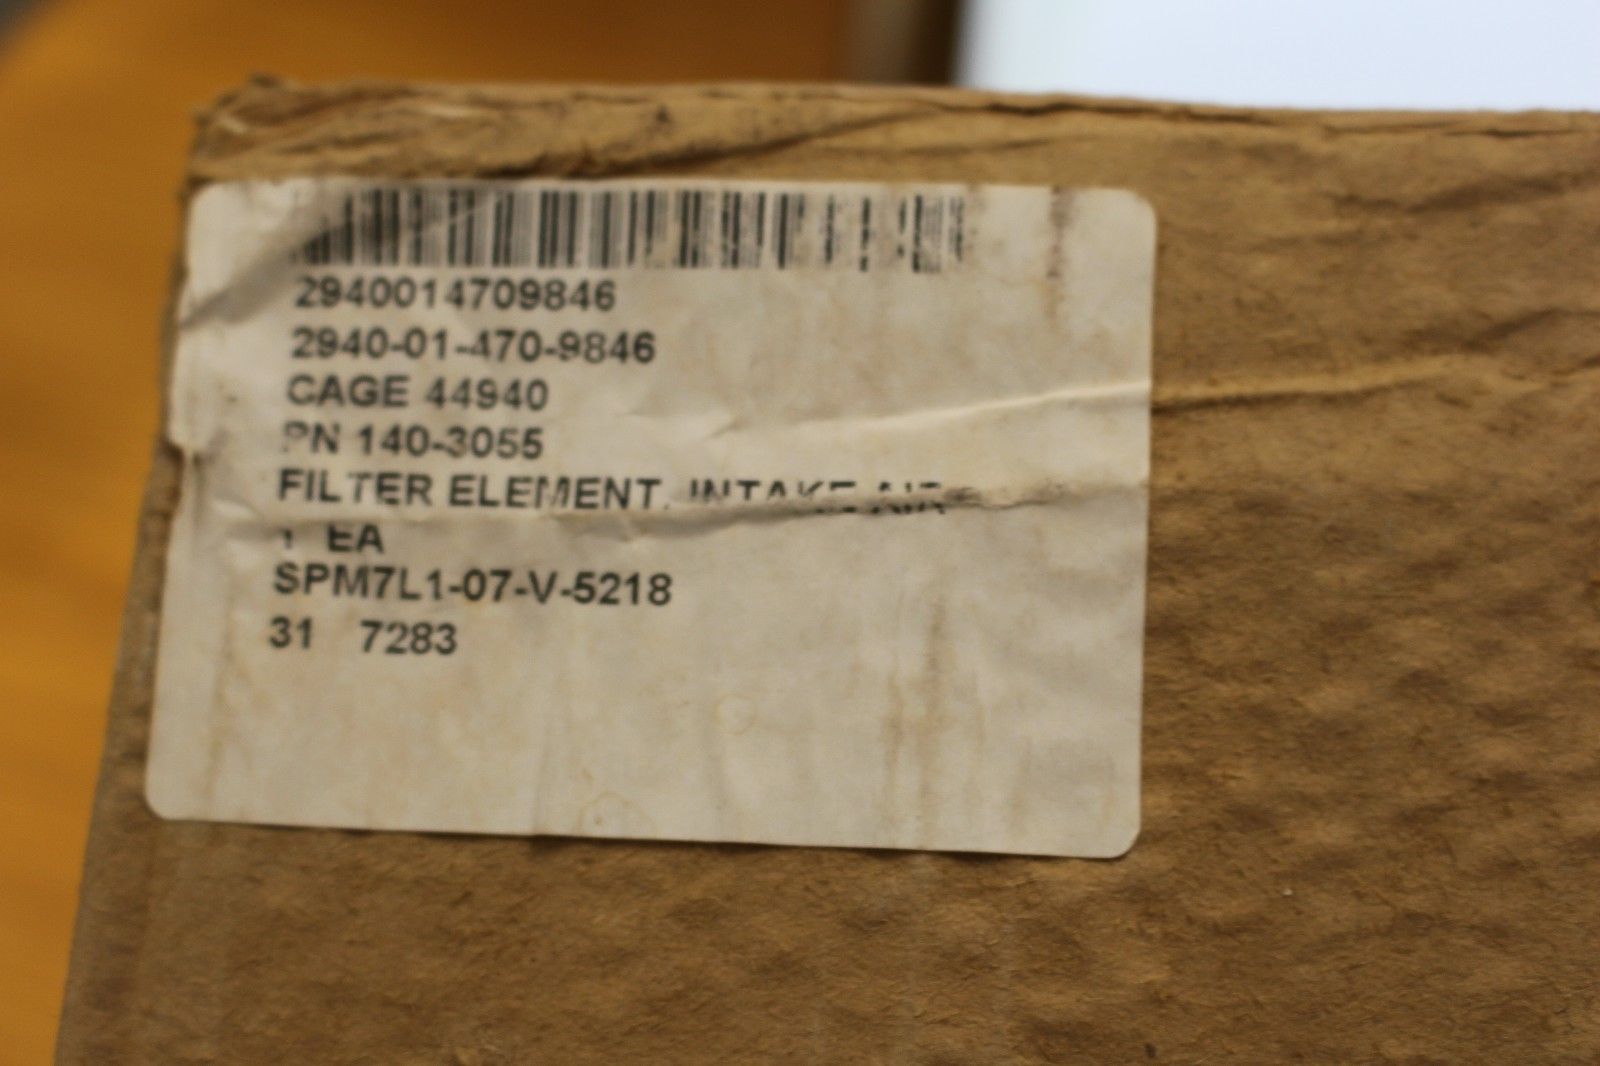 2940014709846
2940-01-470-9846
CAGE 44940
PN 140-3055
FILTER ELEMENT, INTAKE AIR
1 EA
SPM7L1-07-V-5218
31 7283